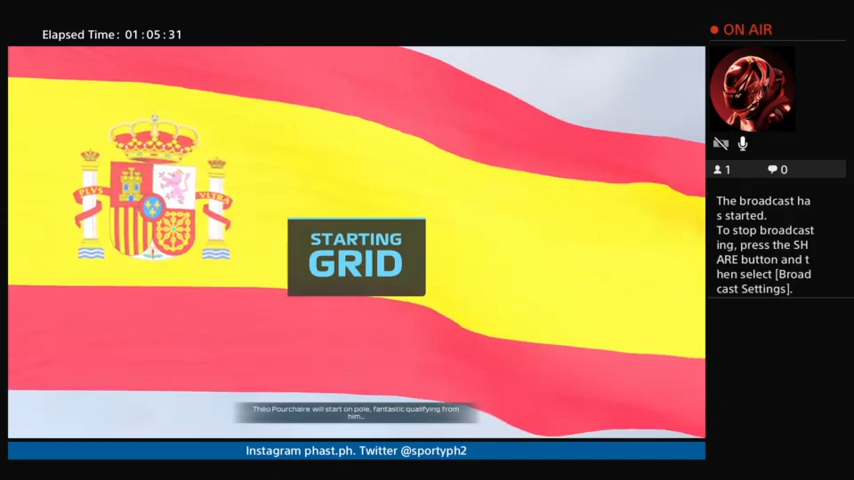 Elapsed Time: 01:05:31
ON AIR
1
0
The broadcast ha
s started.
To stop broadcast
ing, press the SH
ARE button and t
hen select [Broad
cast Settings].
PLVS
VLTRA
STARTING
GRID
Théo Pourchaire will start on pole, fantastic qualifying from
him...
Instagram phast.ph. Twitter @sportyph2